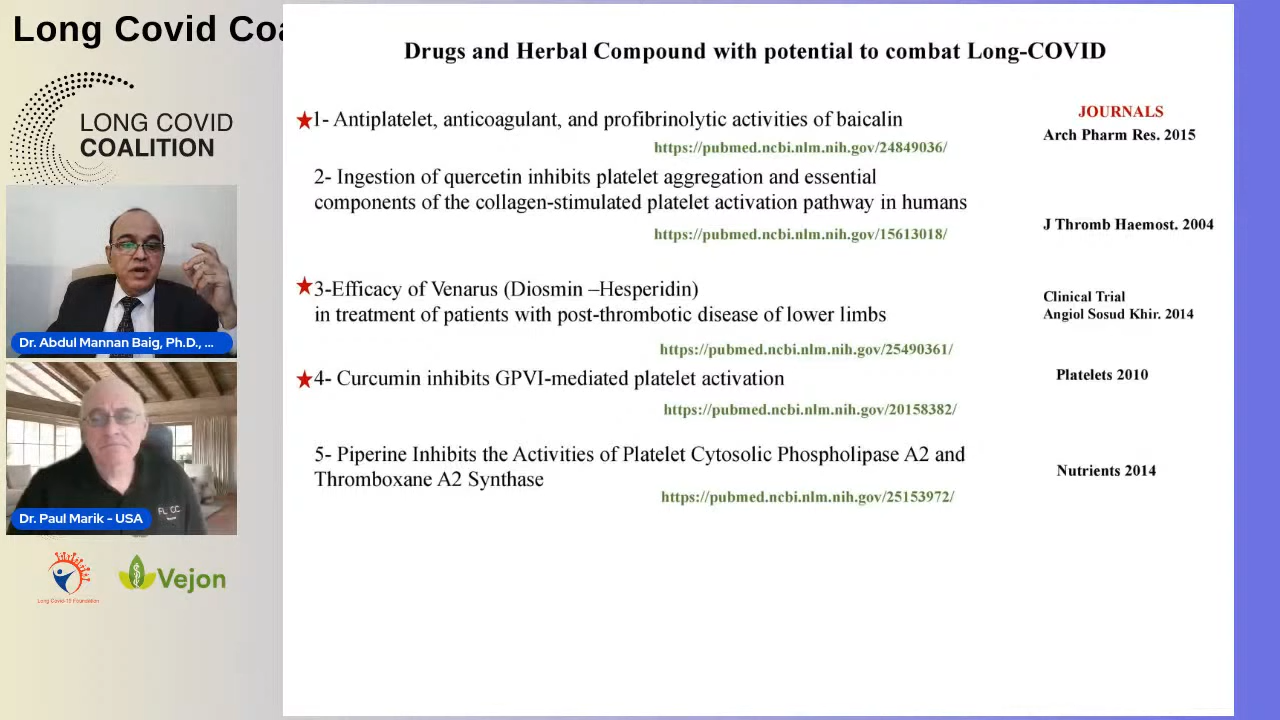 Long Covid Coa
LONG COVID
COALITION
Dr. Abdul Mannan Baig, Ph.D., ...
FL CC
Dr. Paul Marik - USA
Long Covid-19 Foundation
Vejon
Drugs and Herbal Compound with potential to combat Long-COVID
JOURNALS
1- Antiplatelet, anticoagulant, and profibrinolytic activities of baicalin
Arch Pharm Res. 2015
https://pubmed.ncbi.nlm.nih.gov/24849036/
2- Ingestion of quercetin inhibits platelet aggregation and essential
components of the collagen-stimulated platelet activation pathway in humans
J Thromb Haemost. 2004
https://pubmed.ncbi.nlm.nih.gov/15613018/
3-Efficacy of Venarus (Diosmin –Hesperidin)
in treatment of patients with post-thrombotic disease of lower limbs
Clinical Trial
Angiol Sosud Khir. 2014
https://pubmed.ncbi.nlm.nih.gov/25490361/
4- Curcumin inhibits GPVI-mediated platelet activation
Platelets 2010
https://pubmed.ncbi.nlm.nih.gov/20158382/
5- Piperine Inhibits the Activities of Platelet Cytosolic Phospholipase A2 and
Thromboxane A2 Synthase
Nutrients 2014
https://pubmed.ncbi.nlm.nih.gov/25153972/